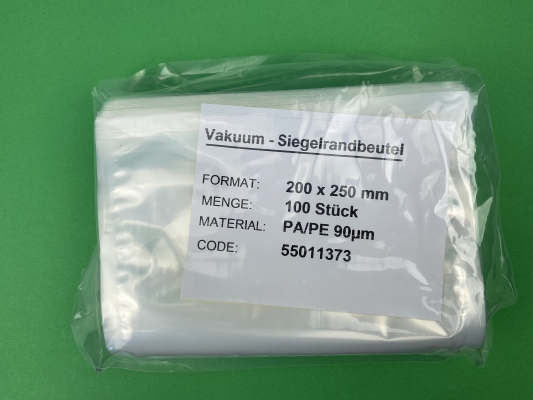 Vakuum - Siegelrandbeutel
FORMAT: 200 x 250 mm
MENGE: 100 Stück
MATERIAL: PA/PE 90µm
CODE: 55011373